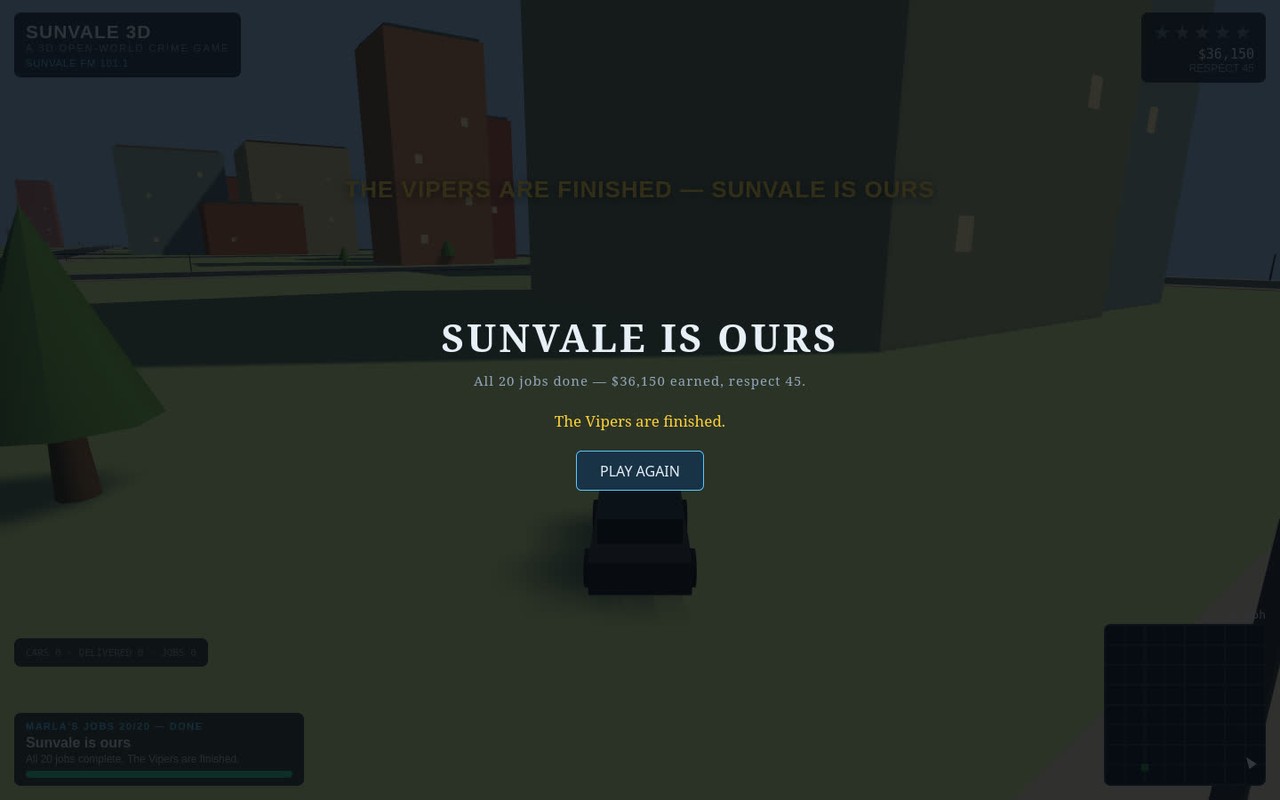 SUNVALE 3D
A 3D OPEN-WORLD CRIME GAME
SUNVALE FM 101.1
★★★★★
$36,150
RESPECT 45
THE VIPERS ARE FINISHED — SUNVALE IS OURS
SUNVALE IS OURS
All 20 jobs done — $36,150 earned, respect 45.
The Vipers are finished.
PLAY AGAIN
CARS 0 · DELIVERED 0 · JOBS 0
MARLA'S JOBS 20/20 — DONE
Sunvale is ours
All 20 jobs complete. The Vipers are finished.